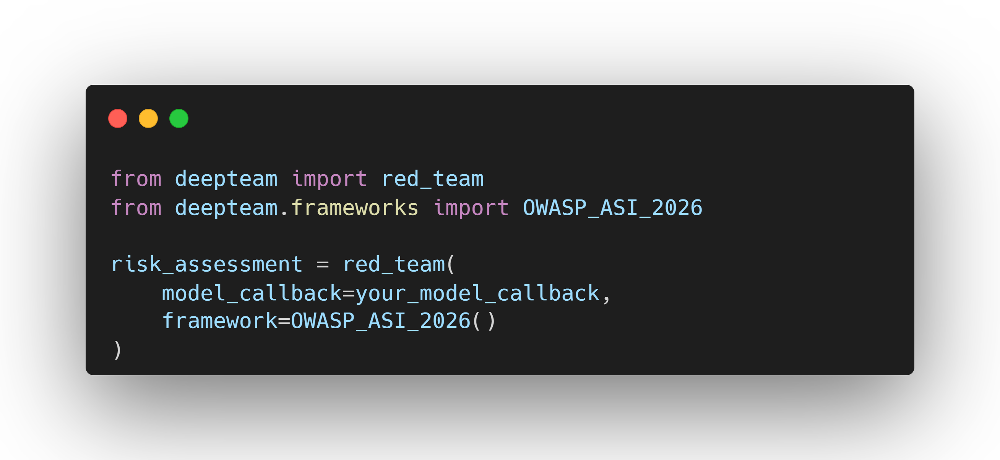 from deepteam import red_team
from deepteam.frameworks import OWASP_ASI_2026

risk_assessment = red_team(
    model_callback=your_model_callback,
    framework=OWASP_ASI_2026()
)